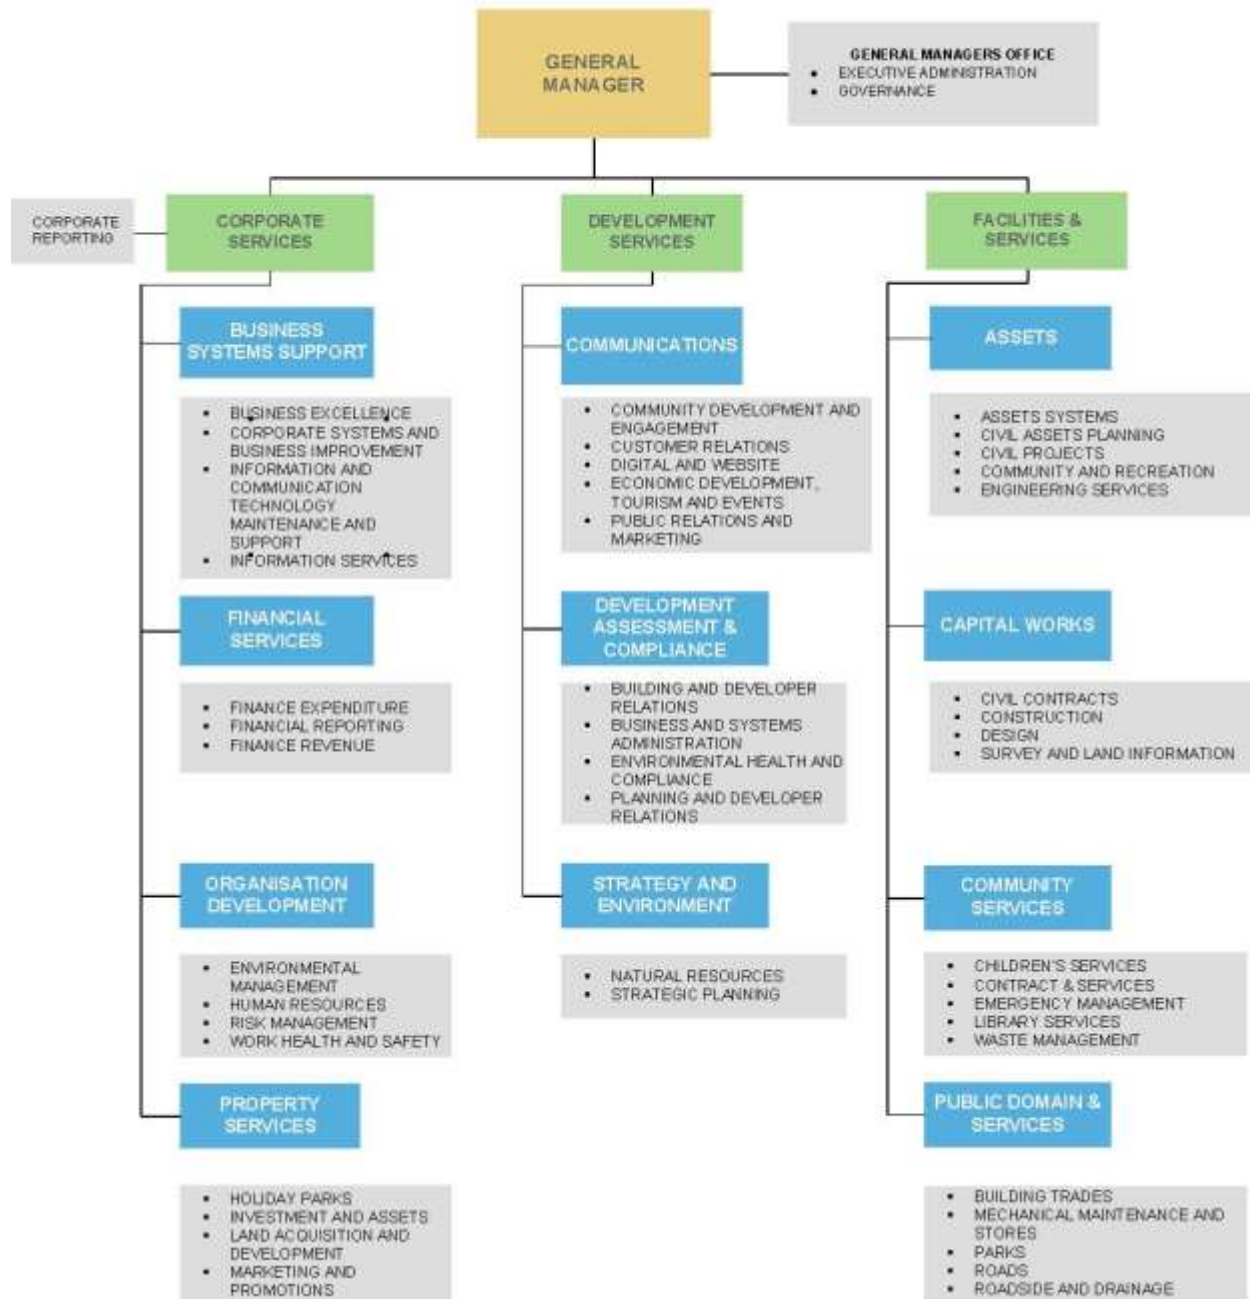 GENERAL
MANAGER
GENERAL MANAGERS OFFICE
• EXECUTIVE ADMINISTRATION
• GOVERNANCE
CORPORATE
REPORTING
CORPORATE
SERVICES
BUSINESS
SYSTEMS SUPPORT
• BUSINESS EXCELLENCE
• CORPORATE SYSTEMS AND
BUSINESS IMPROVEMENT
• INFORMATION AND
COMMUNICATION
TECHNOLOGY
MAINTENANCE AND
SUPPORT
• INFORMATION SERVICES
FINANCIAL
SERVICES
• FINANCE EXPENDITURE
• FINANCIAL REPORTING
• FINANCE REVENUE
ORGANISATION
DEVELOPMENT
• ENVIRONMENTAL
MANAGEMENT
• HUMAN RESOURCES
• RISK MANAGEMENT
• WORK HEALTH AND SAFETY
PROPERTY
SERVICES
• HOLIDAY PARKS
• INVESTMENT AND ASSETS
• LAND ACQUISITION AND
DEVELOPMENT
• MARKETING AND
PROMOTIONS
DEVELOPMENT
SERVICES
COMMUNICATIONS
• COMMUNITY DEVELOPMENT AND
ENGAGEMENT
• CUSTOMER RELATIONS
• DIGITAL AND WEBSITE
• ECONOMIC DEVELOPMENT,
TOURISM AND EVENTS
• PUBLIC RELATIONS AND
MARKETING
DEVELOPMENT
ASSESSMENT &
COMPLIANCE
• BUILDING AND DEVELOPER
RELATIONS
• BUSINESS AND SYSTEMS
ADMINISTRATION
• ENVIRONMENTAL HEALTH AND
COMPLIANCE
• PLANNING AND DEVELOPER
RELATIONS
STRATEGY AND
ENVIRONMENT
• NATURAL RESOURCES
• STRATEGIC PLANNING
FACILITIES &
SERVICES
ASSETS
• ASSETS SYSTEMS
• CIVIL ASSETS PLANNING
• CIVIL PROJECTS
• COMMUNITY AND RECREATION
• ENGINEERING SERVICES
CAPITAL WORKS
• CIVIL CONTRACTS
• CONSTRUCTION
• DESIGN
• SURVEY AND LAND INFORMATION
COMMUNITY
SERVICES
• CHILDREN'S SERVICES
• CONTRACT & SERVICES
• EMERGENCY MANAGEMENT
• LIBRARY SERVICES
• WASTE MANAGEMENT
PUBLIC DOMAIN &
SERVICES
• BUILDING TRADES
• MECHANICAL MAINTENANCE AND
STORES
• PARKS
• ROADS
• ROADSIDE AND DRAINAGE